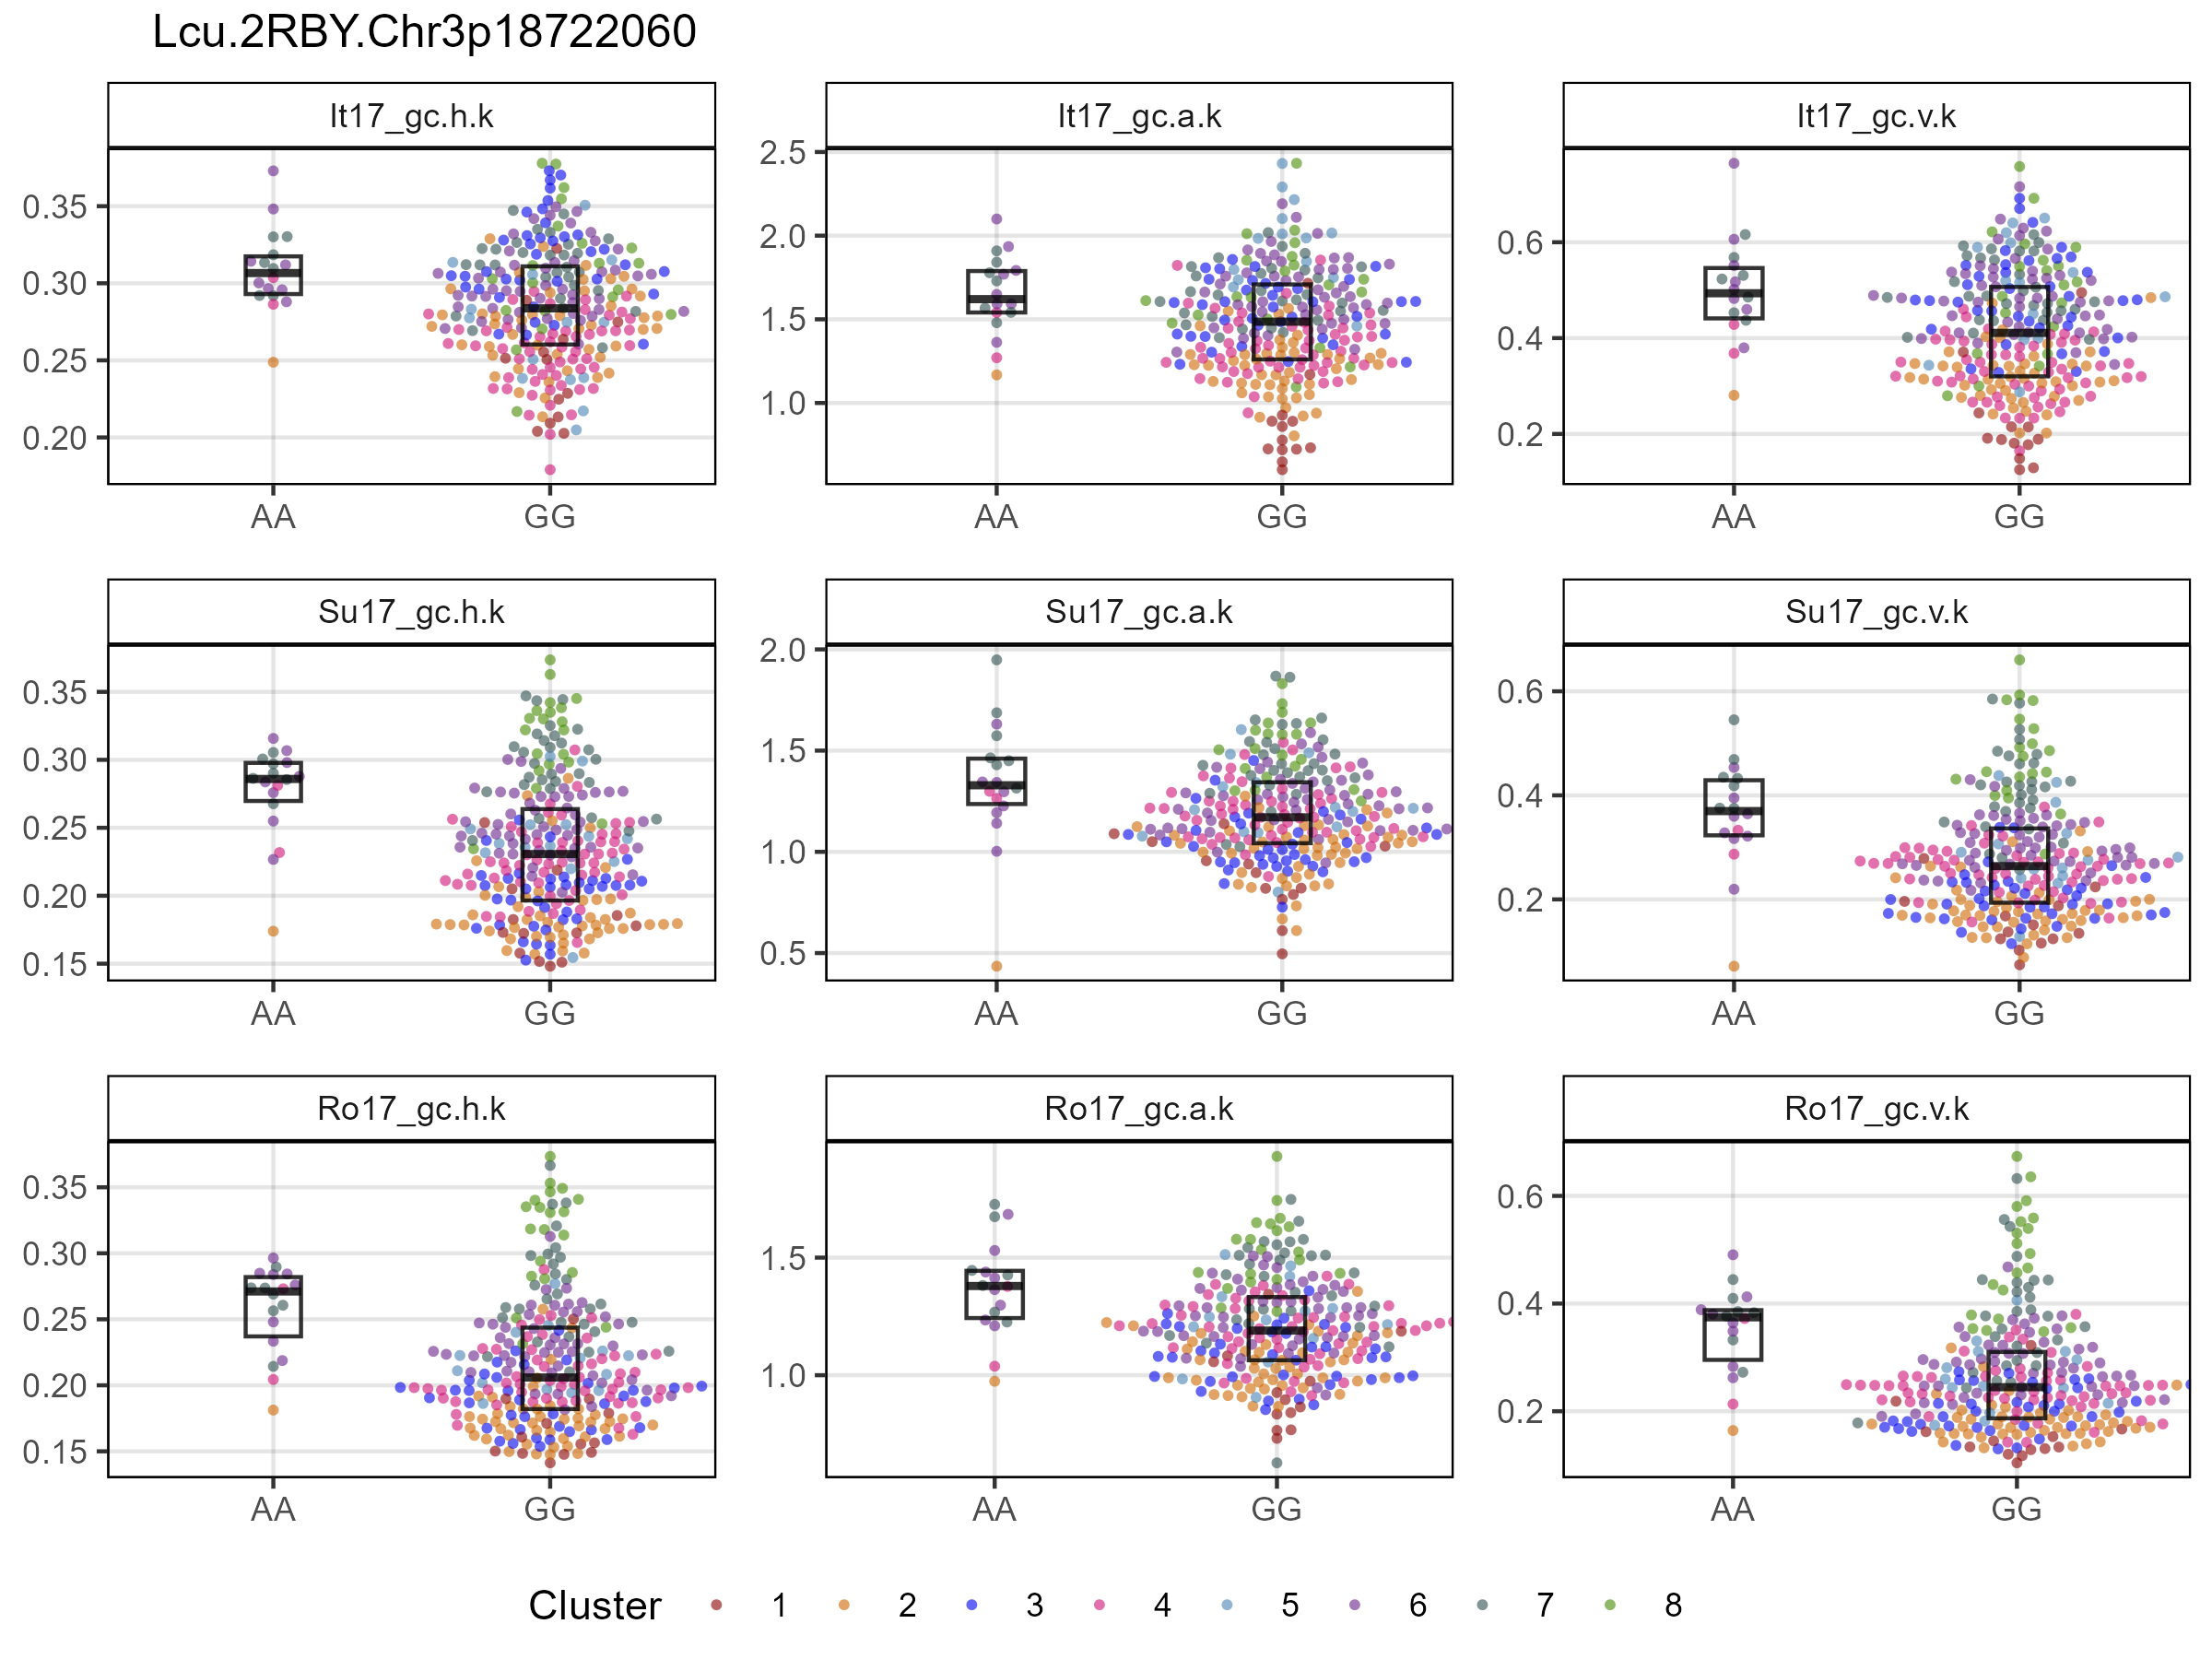 Lcu.2RBY.Chr3p18722060
It17_gc.h.k
It17_gc.a.k
It17_gc.v.k
0.35
0.30
0.25
0.20
2.5
2.0
1.5
1.0
0.6
0.4
0.2
AA GG
AA GG
AA GG
Su17_gc.h.k
Su17_gc.a.k
Su17_gc.v.k
0.35
0.30
0.25
0.20
0.15
2.0
1.5
1.0
0.5
0.6
0.4
0.2
AA GG
AA GG
AA GG
Ro17_gc.h.k
Ro17_gc.a.k
Ro17_gc.v.k
0.35
0.30
0.25
0.20
0.15
1.5
1.0
0.6
0.4
0.2
AA GG
AA GG
AA GG
Cluster 1 2 3 4 5 6 7 8